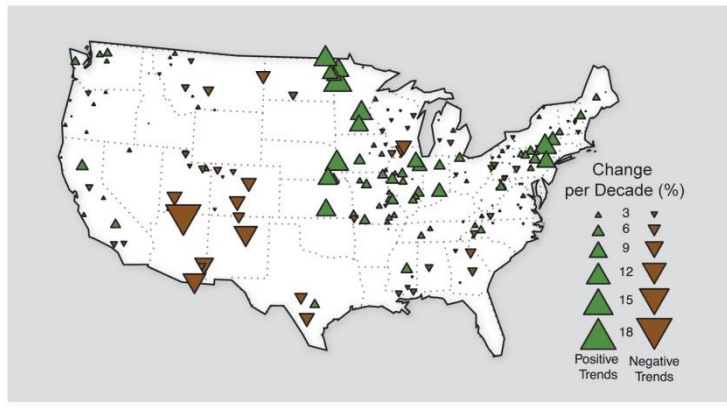 Change
per Decade (%)
3
6
9
12
15
18
Positive Negative
Trends Trends